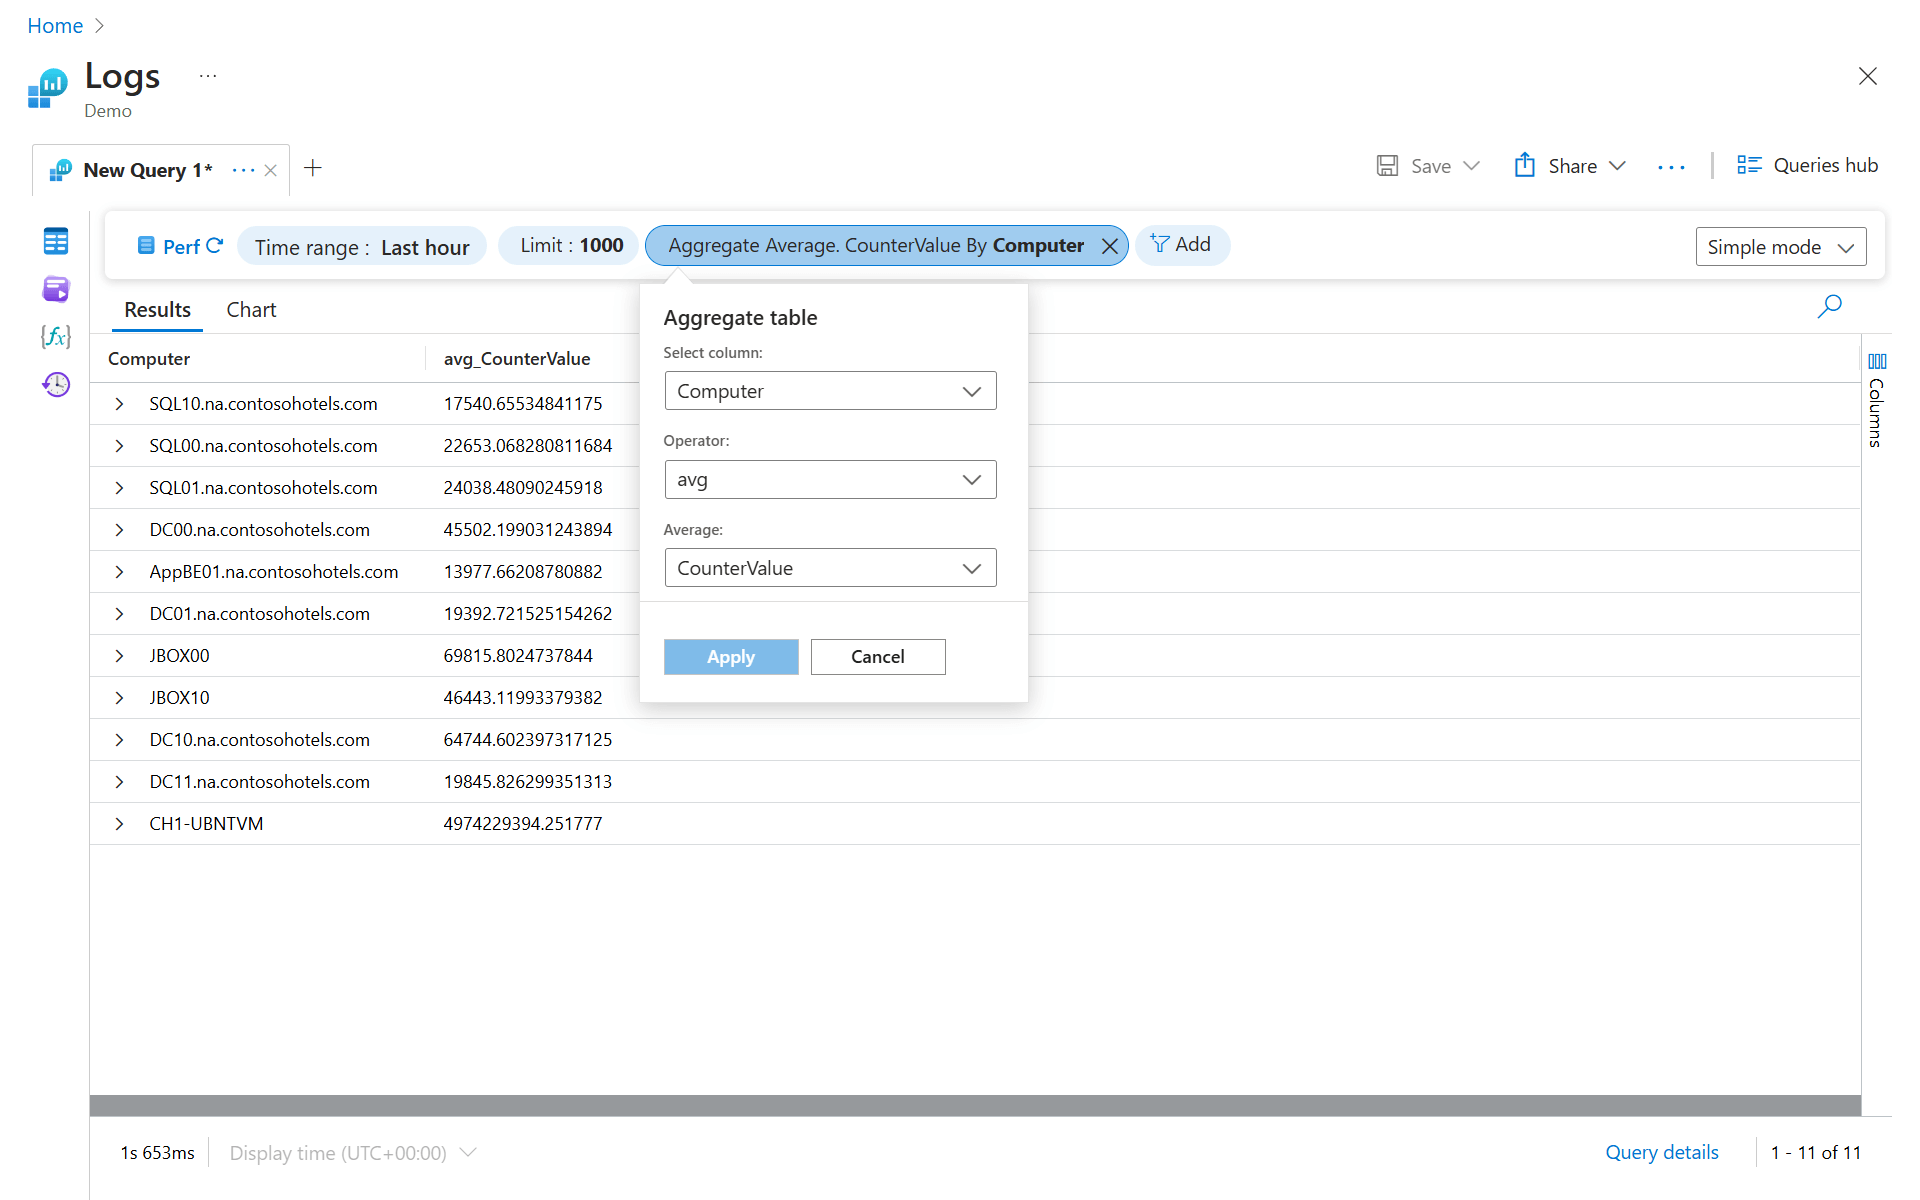 Home
Logs
Demo
New Query 1*
Save
Share
Queries hub
Perf
Time range : Last hour
Limit : 1000
Aggregate Average. CounterValue By Computer
Add
Simple mode
Results
Chart
Aggregate table
Select column:
Computer
Operator:
avg
Average:
CounterValue
Apply
Cancel
Columns
Computer avg_CounterValue
SQL10.na.contosohotels.com 17540.65534841175
SQL00.na.contosohotels.com 22653.068280811684
SQL01.na.contosohotels.com 24038.48090245918
DC00.na.contosohotels.com 45502.199031243894
AppBE01.na.contosohotels.com 13977.66208780882
DC01.na.contosohotels.com 19392.721525154262
JBOX00 69815.8024737844
JBOX10 46443.11993379382
DC10.na.contosohotels.com 64744.602397317125
DC11.na.contosohotels.com 19845.826299351313
CH1-UBNTVM 4974229394.251777
1s 653ms
Display time (UTC+00:00)
Query details
1 - 11 of 11